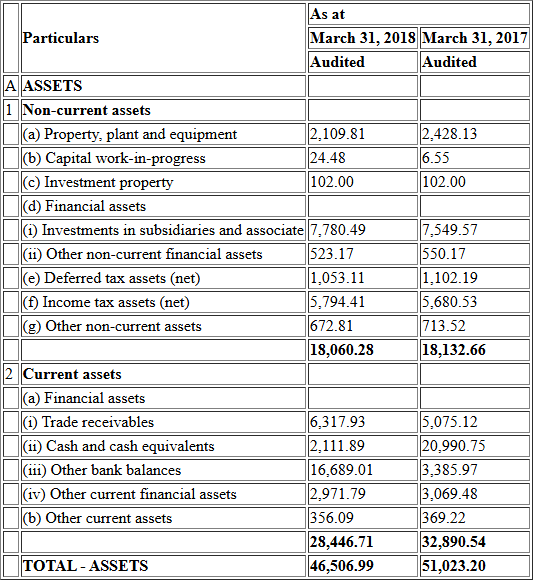 As at
Particulars March 31, 2018 March 31, 2017
Audited Audited
A ASSETS
1 Non-current assets
(a) Property, plant and equipment 2,109.81 2,428.13
(b) Capital work-in-progress 24.48 6.55
(c) Investment property 102.00 102.00
(d) Financial assets
(i) Investments in subsidiaries and associate 7,780.49 7,549.57
(ii) Other non-current financial assets 523.17 550.17
(e) Deferred tax assets (net) 1,053.11 1,102.19
(f) Income tax assets (net) 5,794.41 5,680.53
(g) Other non-current assets 672.81 713.52
18,060.28 18,132.66
2 Current assets
(a) Financial assets
(i) Trade receivables 6,317.93 5,075.12
(ii) Cash and cash equivalents 2,111.89 20,990.75
(iii) Other bank balances 16,689.01 3,385.97
(iv) Other current financial assets 2,971.79 3,069.48
(b) Other current assets 356.09 369.22
28,446.71 32,890.54
TOTAL - ASSETS 46,506.99 51,023.20